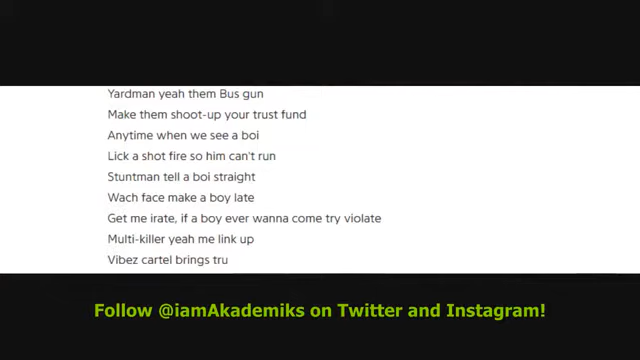 Yardman yeah them Bus gun
Make them shoot-up your trust fund
Anytime when we see a boi
Lick a shot fire so him can't run
Stuntman tell a boi straight
Wach face make a boy late
Get me irate, if a boy ever wanna come try violate
Multi-killer yeah me link up
Vibez cartel brings tru
Follow @iamAkademiks on Twitter and Instagram!